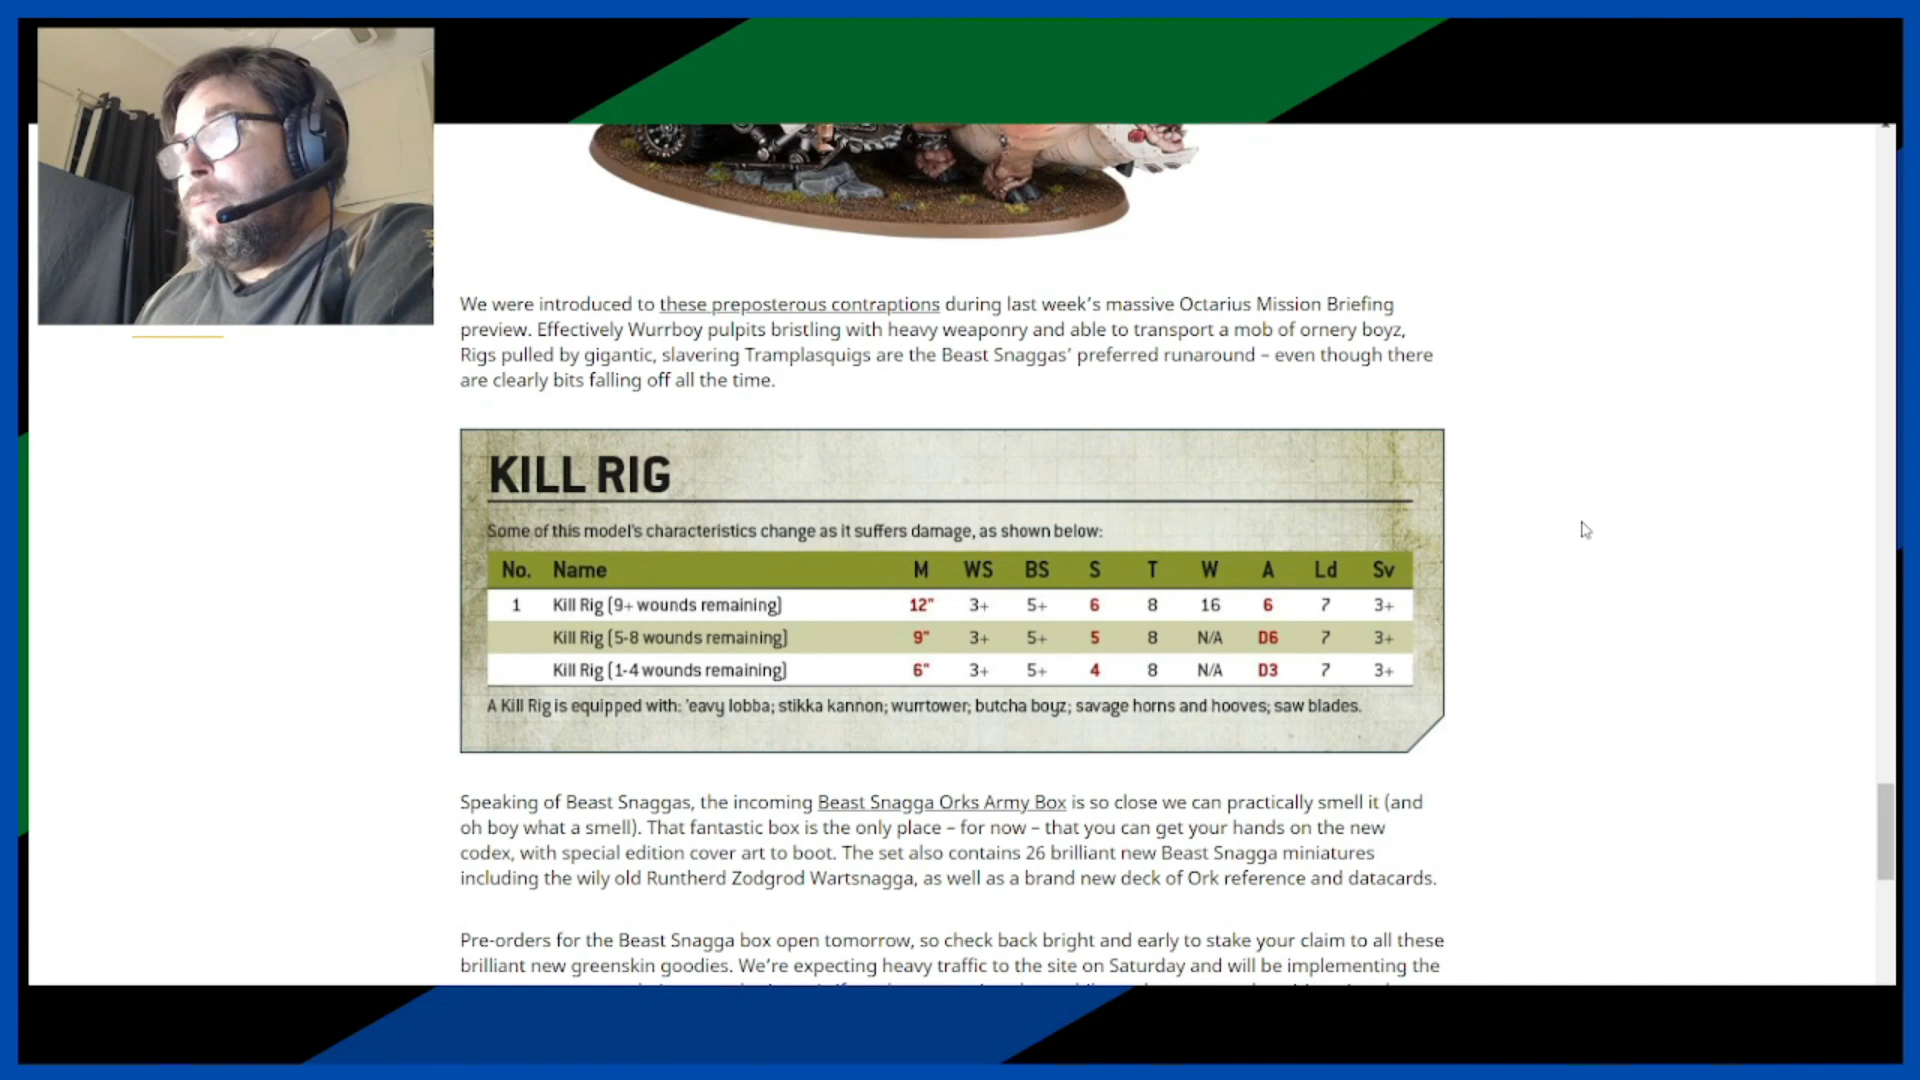 We were introduced to these preposterous contraptions during last week's massive Octarius Mission Briefing
preview. Effectively Wurrboy pulpits bristling with heavy weaponry and able to transport a mob of ornery boyz,
Rigs pulled by gigantic, slavering Tramplasquigs are the Beast Snaggas' preferred runaround – even though there
are clearly bits falling off all the time.
KILL RIG
Some of this model's characteristics change as it suffers damage, as shown below:
No. Name M WS BS S T W A Ld Sv
1 Kill Rig (9+ wounds remaining) 12" 3+ 5+ 6 8 16 6 7 3+
Kill Rig (5-8 wounds remaining) 9" 3+ 5+ 5 8 N/A D6 7 3+
Kill Rig (1-4 wounds remaining) 6" 3+ 5+ 4 8 N/A D3 7 3+
A Kill Rig is equipped with: 'eavy lobba; stikka kannon; wurrtower; butcha boyz; savage horns and hooves; saw blades.
Speaking of Beast Snaggas, the incoming Beast Snagga Orks Army Box is so close we can practically smell it (and
oh boy what a smell). That fantastic box is the only place – for now – that you can get your hands on the new
codex, with special edition cover art to boot. The set also contains 26 brilliant new Beast Snagga miniatures
including the wily old Runtherd Zodgrod Wartsnagga, as well as a brand new deck of Ork reference and datacards.
Pre-orders for the Beast Snagga box open tomorrow, so check back bright and early to stake your claim to all these
brilliant new greenskin goodies. We're expecting heavy traffic to the site on Saturday and will be implementing the